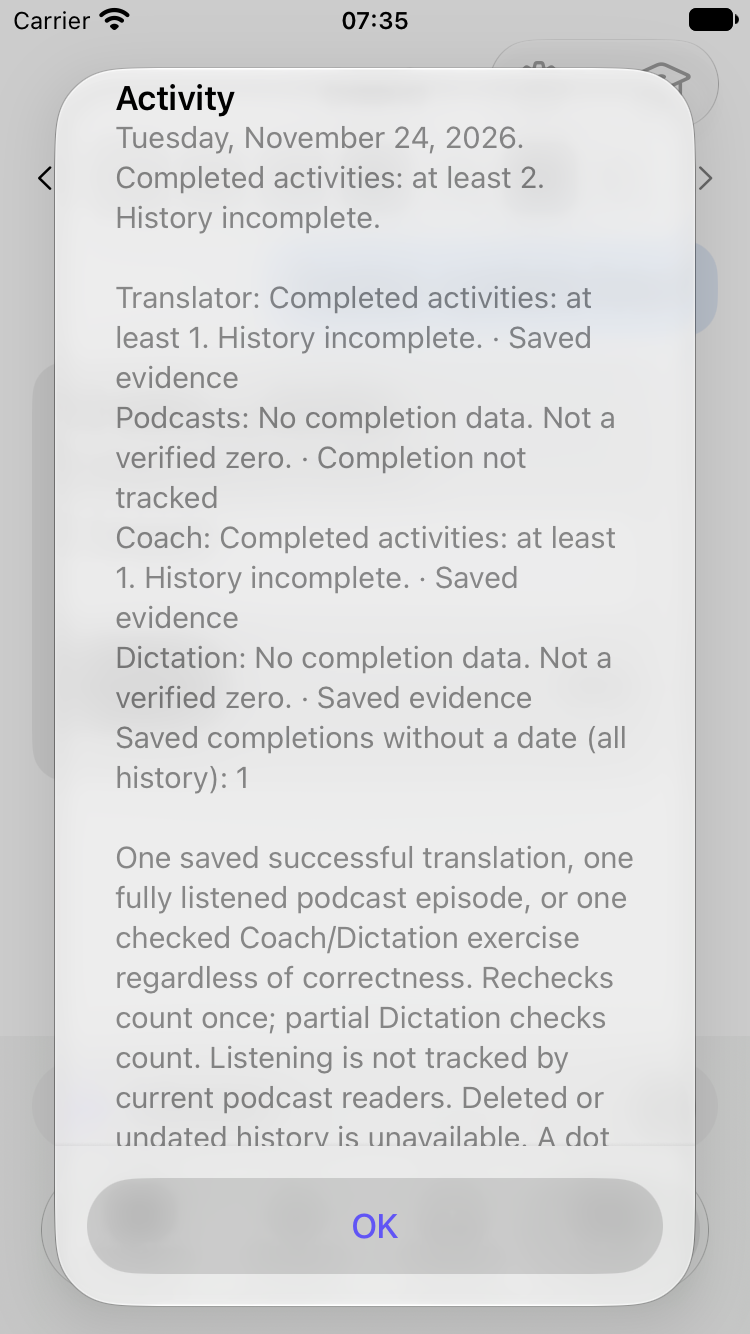 Carrier
07:35
Activity
Tuesday, November 24, 2026.
Completed activities: at least 2.
History incomplete.
Translator: Completed activities: at
least 1. History incomplete. · Saved
evidence
Podcasts: No completion data. Not a
verified zero. · Completion not
tracked
Coach: Completed activities: at least
1. History incomplete. · Saved
evidence
Dictation: No completion data. Not a
verified zero. · Saved evidence
Saved completions without a date (all
history): 1
One saved successful translation, one
fully listened podcast episode, or one
checked Coach/Dictation exercise
regardless of correctness. Rechecks
count once; partial Dictation checks
count. Listening is not tracked by
current podcast readers. Deleted or
undated history is unavailable. A dot
OK